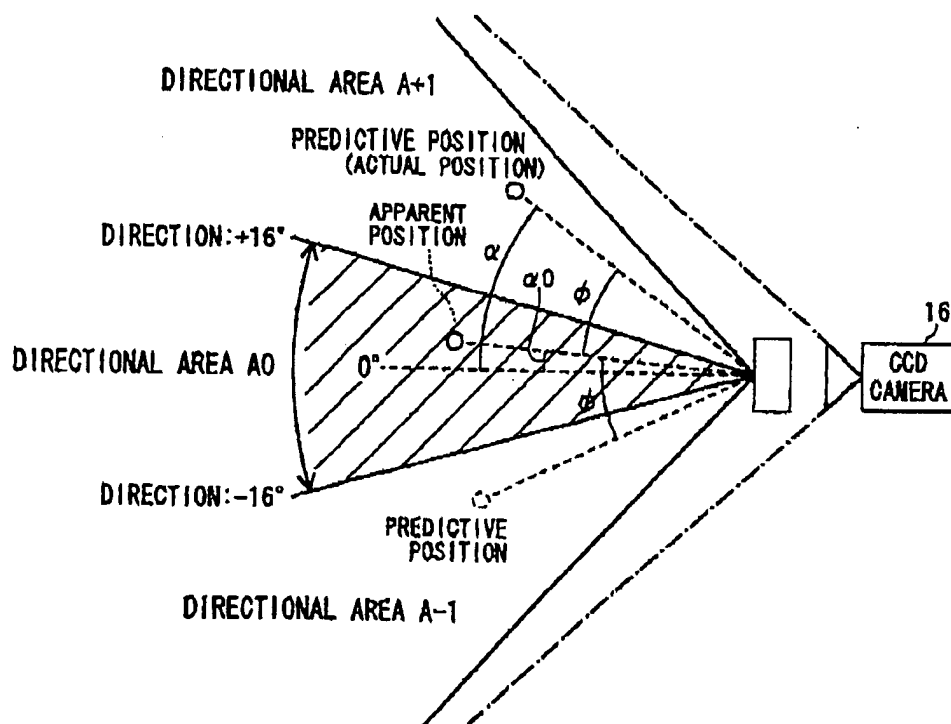 DIRECTIONAL AREA A+1
PREDICTIVE POSITION
(ACTUAL POSITION)
APPARENT
POSITION
DIRECTION:+16°
α
α0
ϕ
16
DIRECTIONAL AREA A0
0°
CCD
CAMERA
ϕ
DIRECTION:-16°
PREDICTIVE
POSITION
DIRECTIONAL AREA A-1